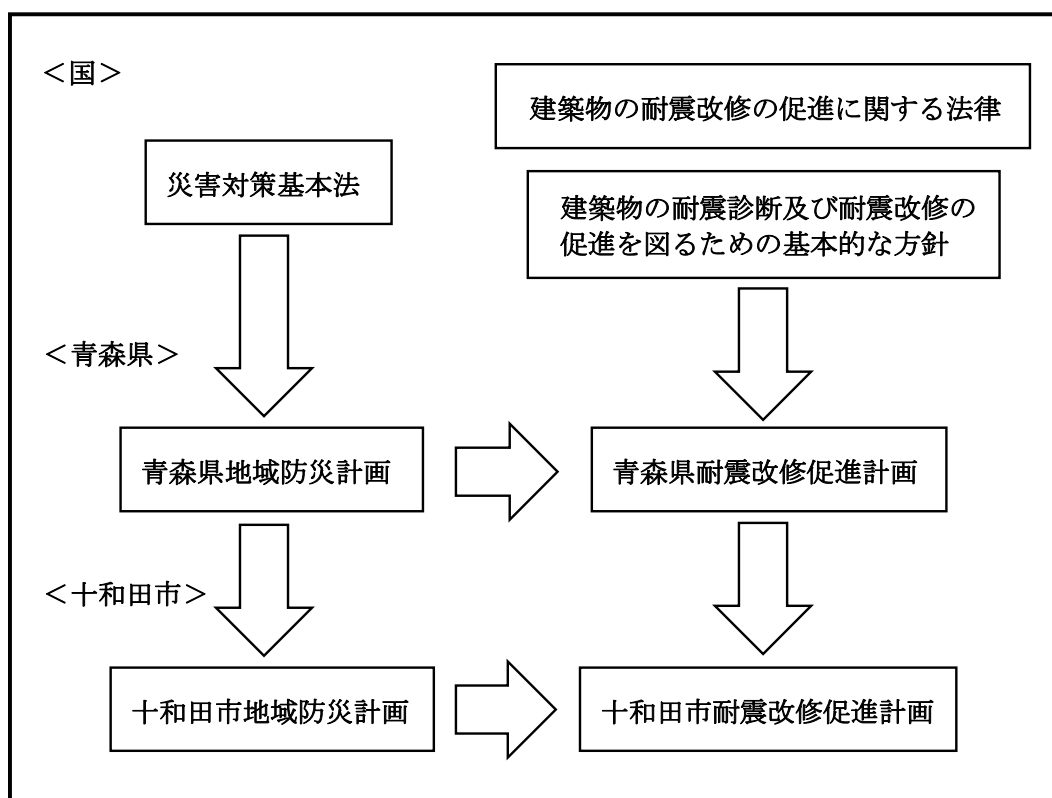 ＜国＞
建築物の耐震改修の促進に関する法律
災害対策基本法
建築物の耐震診断及び耐震改修の
促進を図るための基本的な方針
＜青森県＞
青森県地域防災計画
青森県耐震改修促進計画
＜十和田市＞
十和田市地域防災計画
十和田市耐震改修促進計画